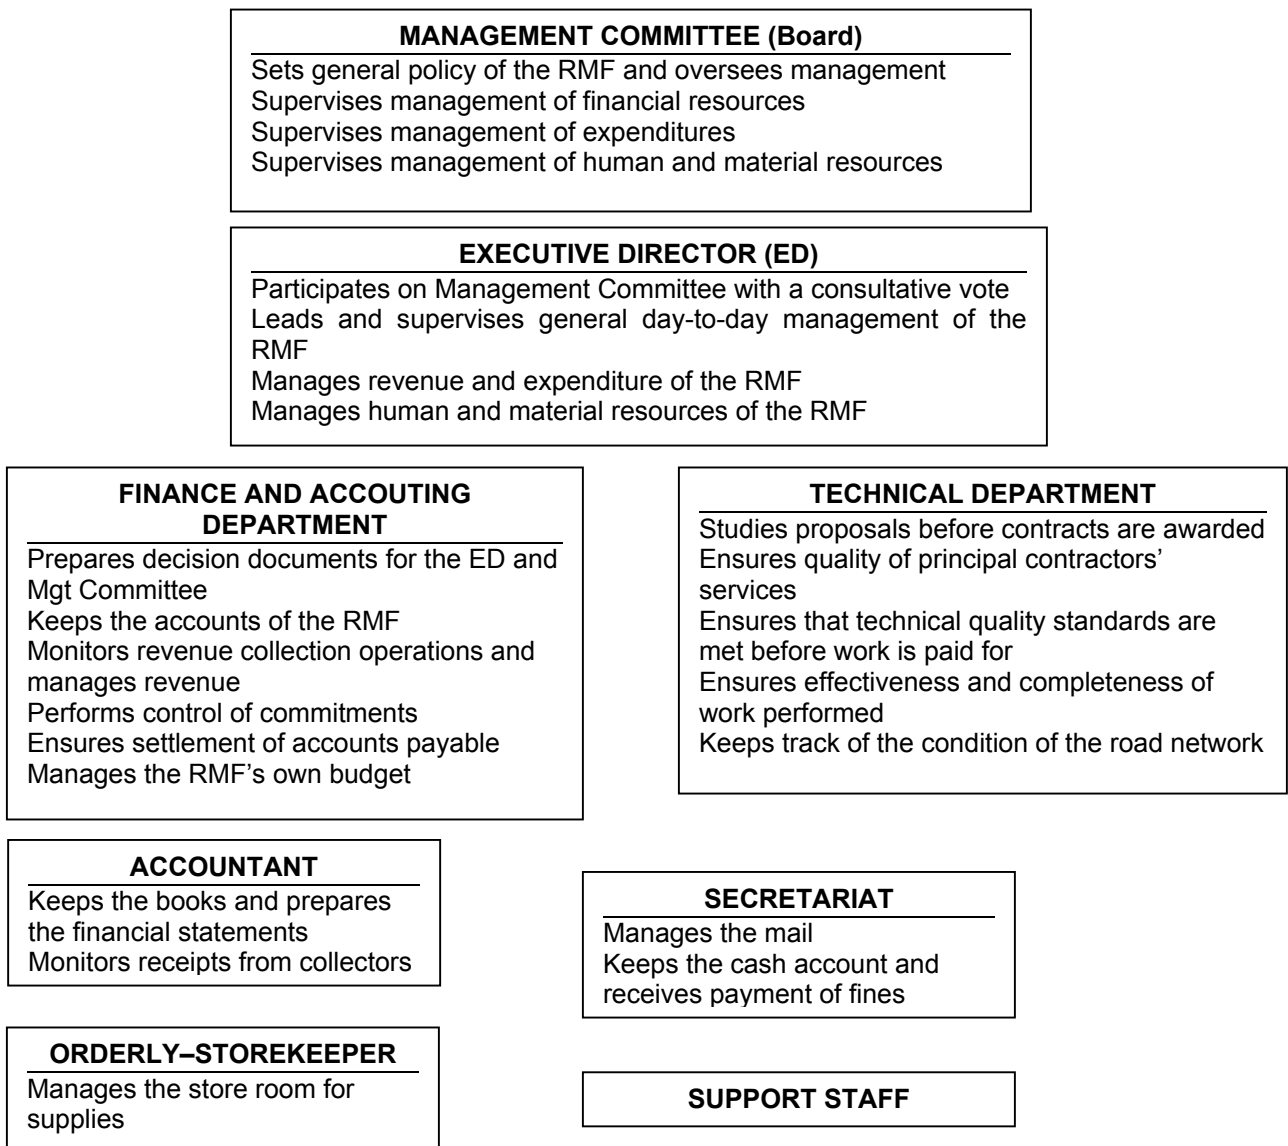 MANAGEMENT COMMITTEE (Board)
Sets general policy of the RMF and oversees management
Supervises management of financial resources
Supervises management of expenditures
Supervises management of human and material resources
EXECUTIVE DIRECTOR (ED)
Participates on Management Committee with a consultative vote
Leads and supervises general day-to-day management of the
RMF
Manages revenue and expenditure of the RMF
Manages human and material resources of the RMF
FINANCE AND ACCOUTING
DEPARTMENT
Prepares decision documents for the ED and
Mgt Committee
Keeps the accounts of the RMF
Monitors revenue collection operations and
manages revenue
Performs control of commitments
Ensures settlement of accounts payable
Manages the RMF’s own budget
TECHNICAL DEPARTMENT
Studies proposals before contracts are awarded
Ensures quality of principal contractors’
services
Ensures that technical quality standards are
met before work is paid for
Ensures effectiveness and completeness of
work performed
Keeps track of the condition of the road network
ACCOUNTANT
Keeps the books and prepares
the financial statements
Monitors receipts from collectors
SECRETARIAT
Manages the mail
Keeps the cash account and
receives payment of fines
ORDERLY–STOREKEEPER
Manages the store room for
supplies
SUPPORT STAFF